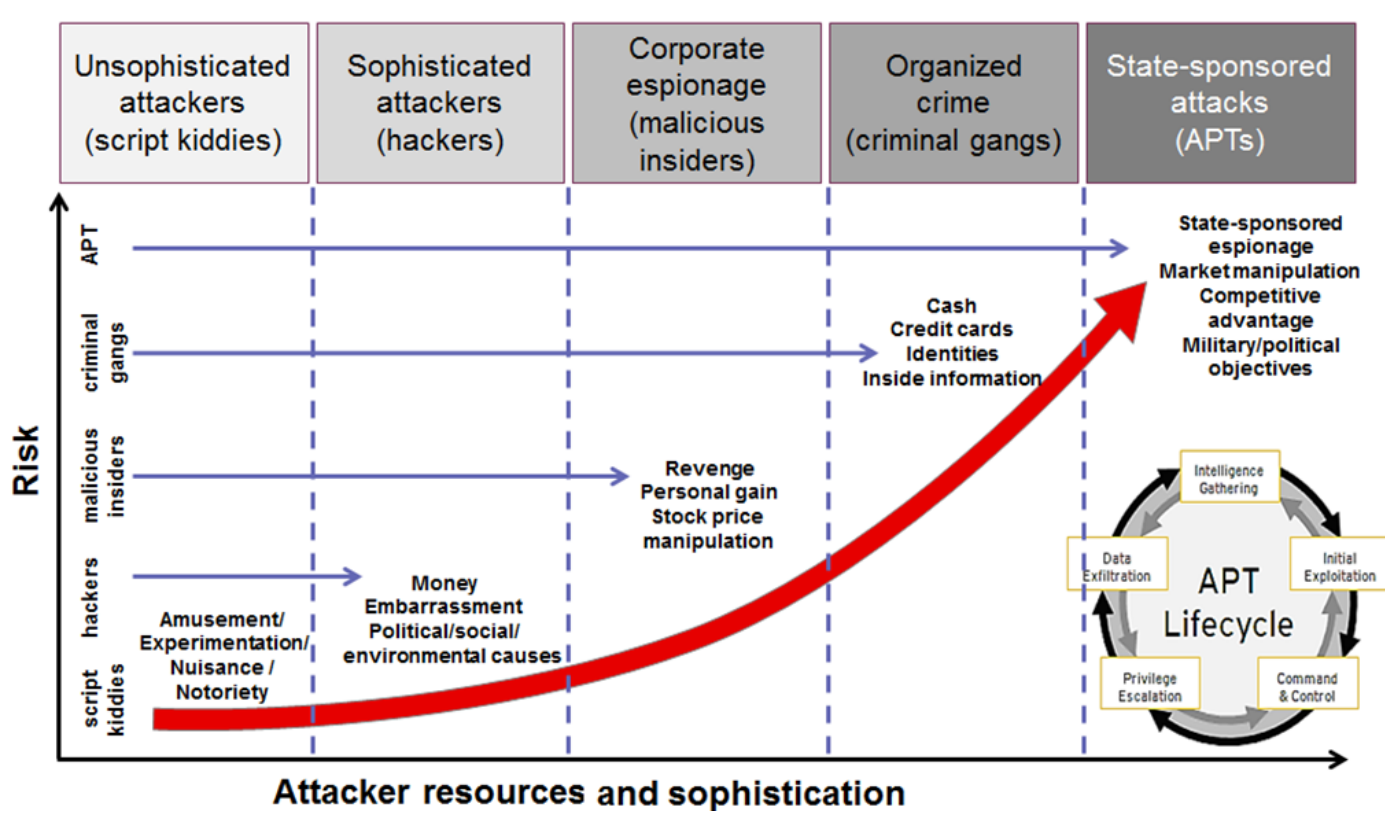 Unsophisticated
attackers
(script kiddies)
Sophisticated
attackers
(hackers)
Corporate
espionage
(malicious
insiders)
Organized
crime
(criminal gangs)
State-sponsored
attacks
(APTs)
Risk
APT
criminal
gangs
malicious
insiders
hackers
script
kiddies
Amusement/
Experimentation/
Nuisance /
Notoriety
Money
Embarrassment
Political/social/
environmental causes
Revenge
Personal gain
Stock price
manipulation
Cash
Credit cards
Identities
Inside information
State-sponsored
espionage
Market manipulation
Competitive
advantage
Military/political
objectives
Intelligence
Gathering
Initial
Exploitation
Command
& Control
Privilege
Escalation
Data
Exfiltration
APT
Lifecycle
Attacker resources and sophistication